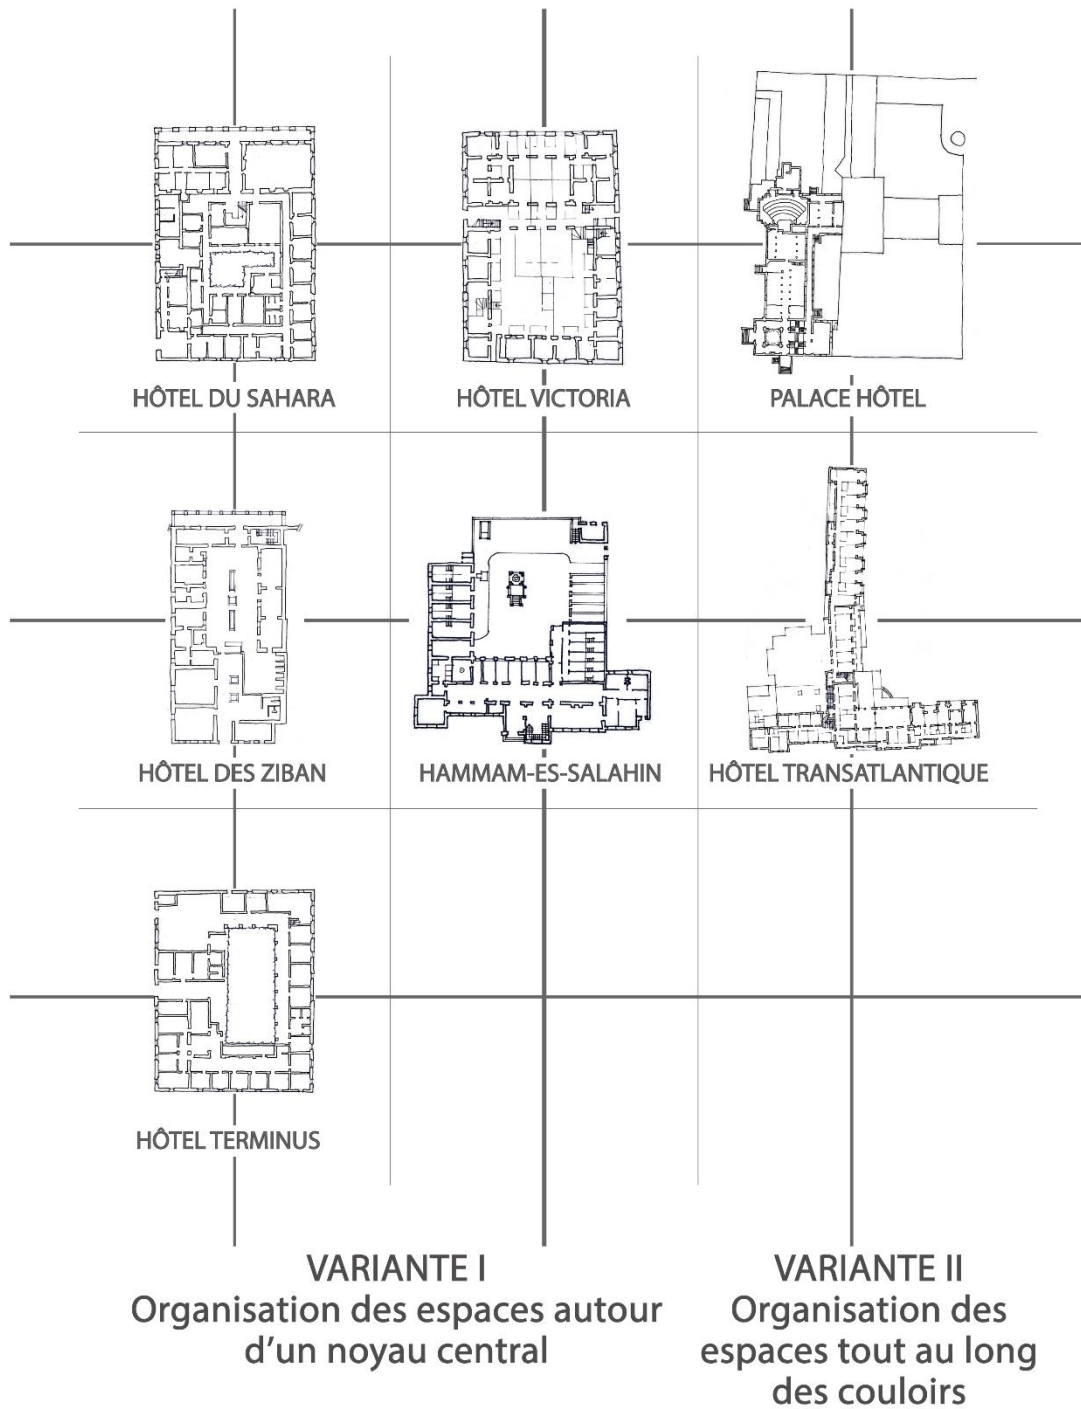 HÔTEL DU SAHARA
HÔTEL VICTORIA
PALACE HÔTEL
HÔTEL DES ZIBAN
HAMMAM-ES-SALAHIN
HÔTEL TRANSATLANTIQUE
HÔTEL TERMINUS
VARIANTE I
Organisation des espaces autour
d'un noyau central
VARIANTE II
Organisation des
espaces tout au long
des couloirs